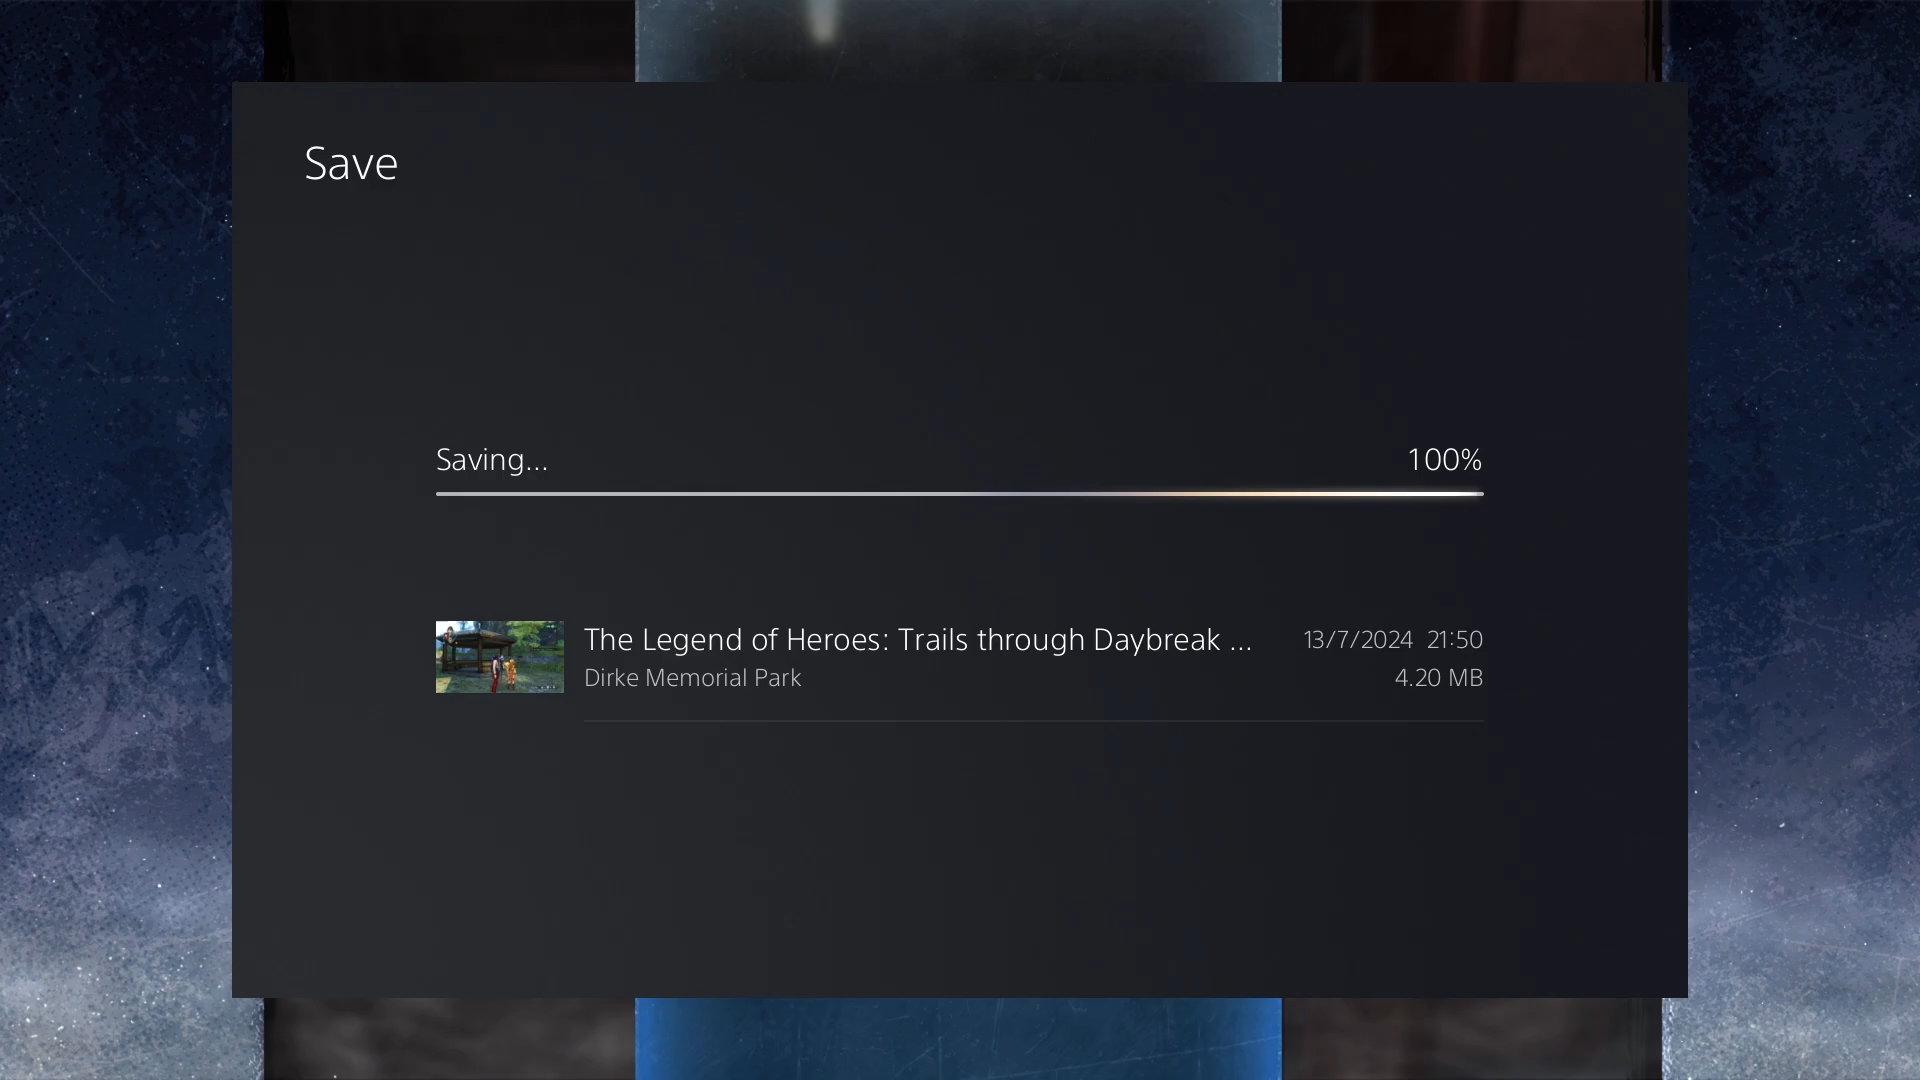 Save
Saving... 100%
The Legend of Heroes: Trails through Daybreak ... 13/7/2024 21:50
Dirke Memorial Park 4.20 MB